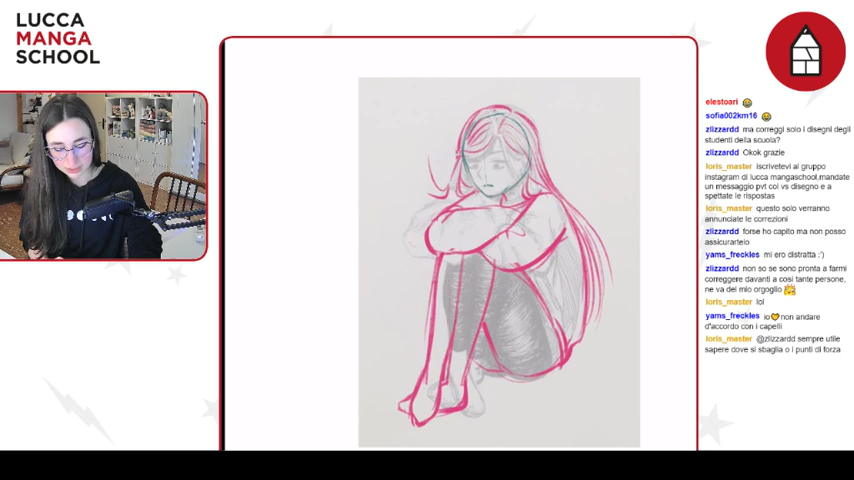 LUCCA
MANGA
SCHOOL
elestoari
sofia002km16
zlizzardd ma correggi solo i disegni degli
studenti della scuola?
zlizzardd Okok grazie
loris_master iscrivetevi al gruppo
instagram di lucca mangaschool,mandate
un messaggio pvt col vs disegno e a
spettate le rispostas
loris_master questo solo verranno
annunciate le correzioni
zlizzardd forse ho capito ma non posso
assicurartelo
yams_freckles mi ero distratta :')
zlizzardd non so se sono pronta a farmi
correggere davanti a così tante persone,
ne va del mio orgoglio
loris_master lol
yams_freckles io🧡non andare
d'accordo con i capelli
loris_master @zlizzardd sempre utile
sapere dove si sbaglia o i punti di forza